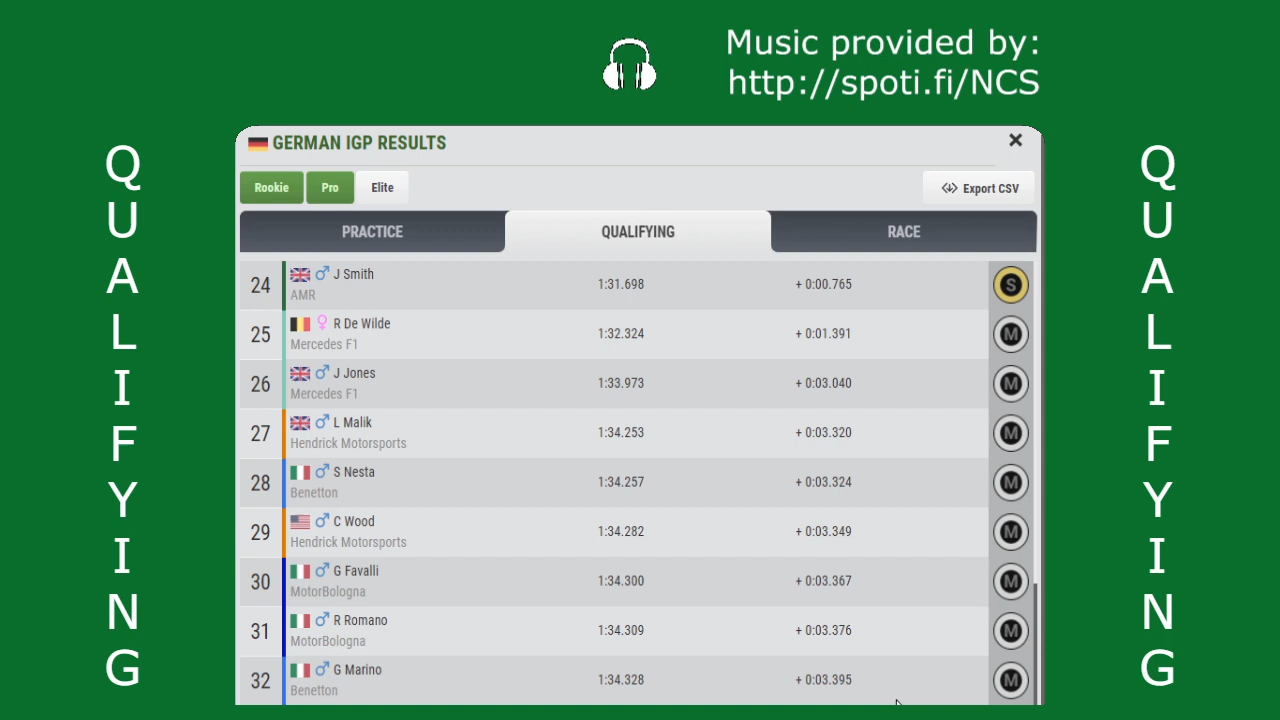 Music provided by:
http://spoti.fi/NCS
QUALIFYING
GERMAN IGP RESULTS
Rookie Pro Elite Export CSV
PRACTICE QUALIFYING RACE
24 J Smith 1:31.698 + 0:00.765 S
AMR
25 R De Wilde 1:32.324 + 0:01.391 M
Mercedes F1
26 J Jones 1:33.973 + 0:03.040 M
Mercedes F1
27 L Malik 1:34.253 + 0:03.320 M
Hendrick Motorsports
28 S Nesta 1:34.257 + 0:03.324 M
Benetton
29 C Wood 1:34.282 + 0:03.349 M
Hendrick Motorsports
30 G Favalli 1:34.300 + 0:03.367 M
MotorBologna
31 R Romano 1:34.309 + 0:03.376 M
MotorBologna
32 G Marino 1:34.328 + 0:03.395 M
Benetton
QUALIFYING